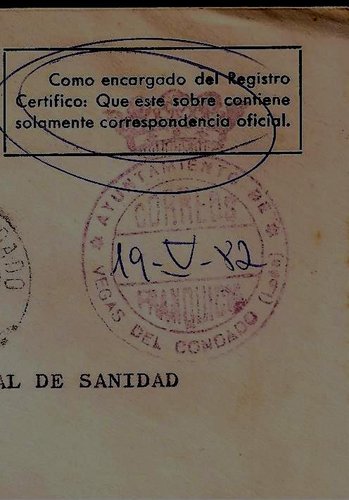 Como encargado del Registro
Certifico: Que este sobre contiene
solamente correspondencia oficial.
AYUNTAMIENTO DE
CORREOS
19-V-82
FRANQUICIA
VEGAS DEL CONDADO (León)
AL DE SANIDAD